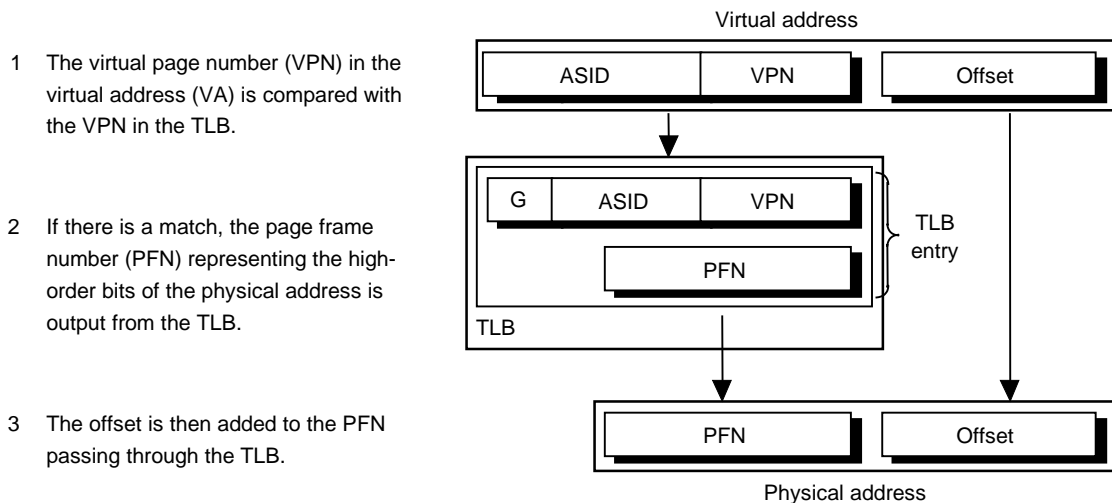 Virtual address
1 The virtual page number (VPN) in the
virtual address (VA) is compared with
the VPN in the TLB.
ASID VPN Offset
2 If there is a match, the page frame
number (PFN) representing the high-
order bits of the physical address is
output from the TLB.
G ASID VPN
TLB
entry
PFN
TLB
3 The offset is then added to the PFN
passing through the TLB.
PFN Offset
Physical address